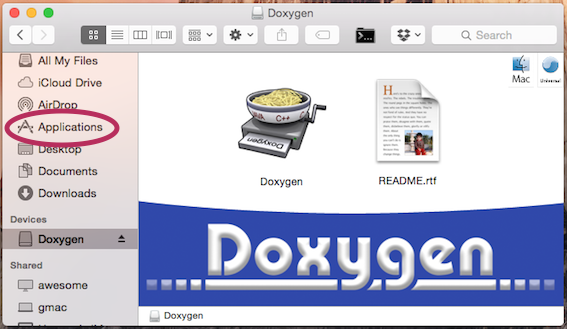 Doxygen
Search
All My Files
iCloud Drive
AirDrop
Applications
Desktop
Documents
Downloads
Devices
Doxygen
Shared
awesome
gmac
Mac
Universal
C++
Doxygen
Doxygen
README.rtf
Doxygen
Doxygen